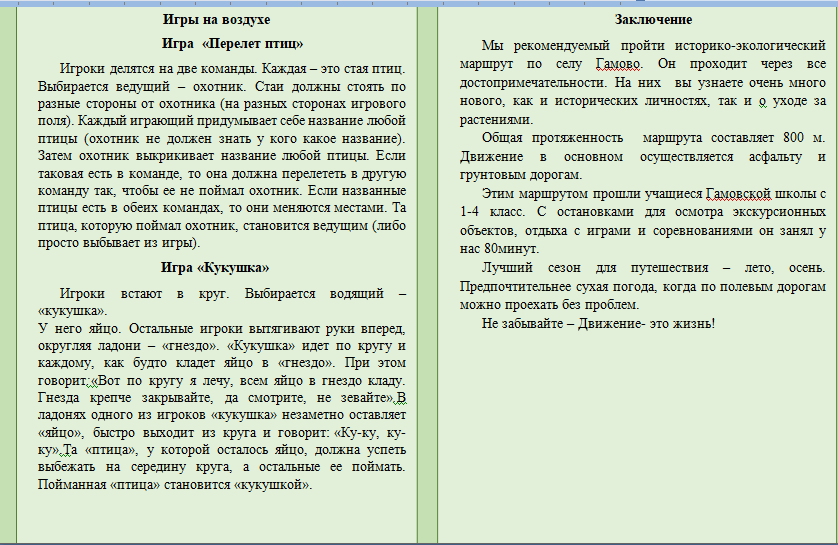 Игры на воздухе
Игра «Перелет птиц»
Игроки делятся на две команды. Каждая – это стая птиц.
Выбирается ведущий – охотник. Стаи должны стоять по
разные стороны от охотника (на разных сторонах игрового
поля). Каждый играющий придумывает себе название любой
птицы (охотник не должен знать у кого какое название).
Затем охотник выкрикивает название любой птицы. Если
таковая есть в команде, то она должна перелететь в другую
команду так, чтобы ее не поймал охотник. Если названные
птицы есть в обеих командах, то они меняются местами. Та
птица, которую поймал охотник, становится ведущим (либо
просто выбывает из игры).
Игра «Кукушка»
Игроки встают в круг. Выбирается водящий –
«кукушка».
У него яйцо. Остальные игроки вытягивают руки вперед,
округляя ладони – «гнездо». «Кукушка» идет по кругу и
каждому, как будто кладет яйцо в «гнездо». При этом
говорит:«Вот по кругу я лечу, всем яйцо в гнездо кладу.
Гнезда крепче закрывайте, да смотрите, не зевайте».В
ладонях одного из игроков «кукушка» незаметно оставляет
«яйцо», быстро выходит из круга и говорит: «Ку-ку, ку-
ку».Та «птица», у которой осталось яйцо, должна успеть
выбежать на середину круга, а остальные ее поймать.
Пойманная «птица» становится «кукушкой».
Заключение
Мы рекомендуемый пройти историко-экологический
маршрут по селу Гамово. Он проходит через все
достопримечательности. На них вы узнаете очень много
нового, как и исторических личностях, так и о уходе за
растениями.
Общая протяженность маршрута составляет 800 м.
Движение в основном осуществляется асфальту и
грунтовым дорогам.
Этим маршрутом прошли учащиеся Гамовской школы с
1-4 класс. С остановками для осмотра экскурсионных
объектов, отдыха с играми и соревнованиями он занял у
нас 80минут.
Лучший сезон для путешествия – лето, осень.
Предпочтительнее сухая погода, когда по полевым дорогам
можно проехать без проблем.
Не забывайте – Движение- это жизнь!